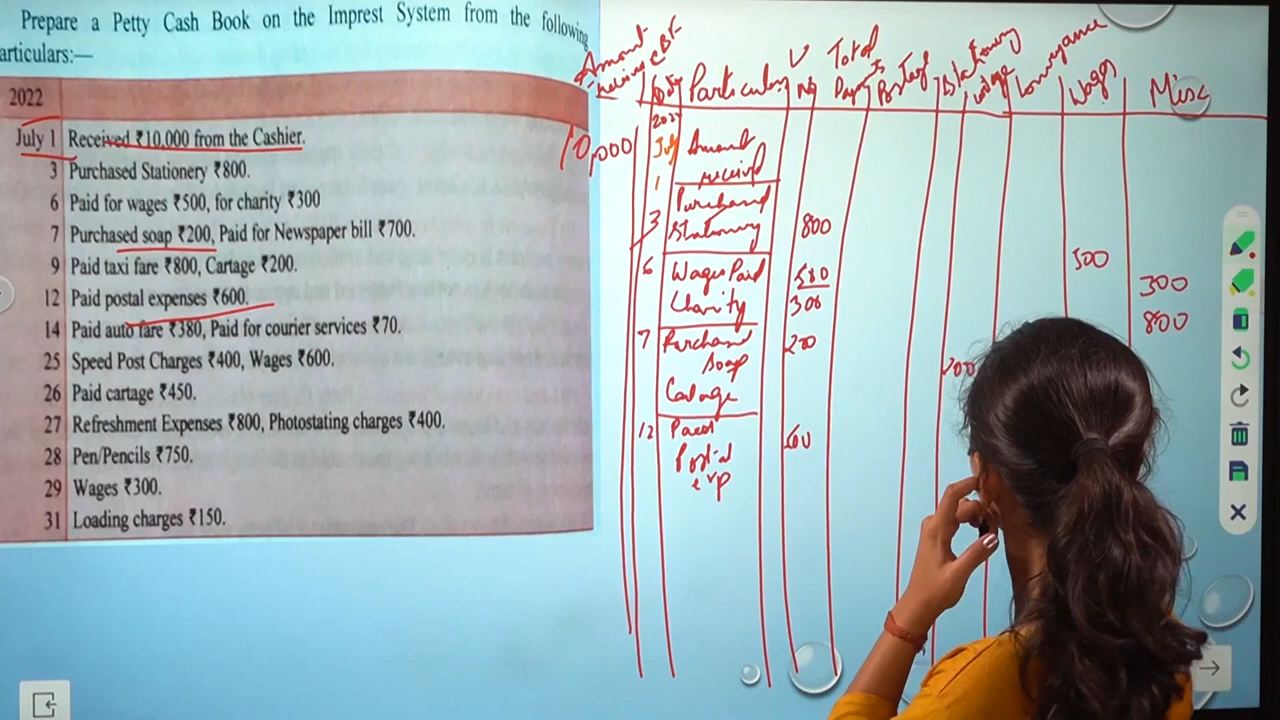 Prepare a Petty Cash Book on the Imprest System from the following
articulars:—
2022
July 1 Received ₹10,000 from the Cashier.
3 Purchased Stationery ₹800.
6 Paid for wages ₹500, for charity ₹300
7 Purchased soap ₹200, Paid for Newspaper bill ₹700.
9 Paid taxi fare ₹800, Cartage ₹200.
12 Paid postal expenses ₹600.
14 Paid auto fare ₹380, Paid for courier services ₹70.
25 Speed Post Charges ₹400, Wages ₹600.
26 Paid cartage ₹450.
27 Refreshment Expenses ₹800, Photostating charges ₹400.
28 Pen/Pencils ₹750.
29 Wages ₹300.
31 Loading charges ₹150.
Amount CBF Particulars V No Total Payments Postage Stationery Cartage Conveyance Wages Misc
2022
10,000 July Amount
1 received
Purchased
3 Stationery 800
6 Wages Paid 500 500
Charity 300 300
800
7 Purchased 200
Soap 200
Cartage
12 Paid 600
Postal
exp